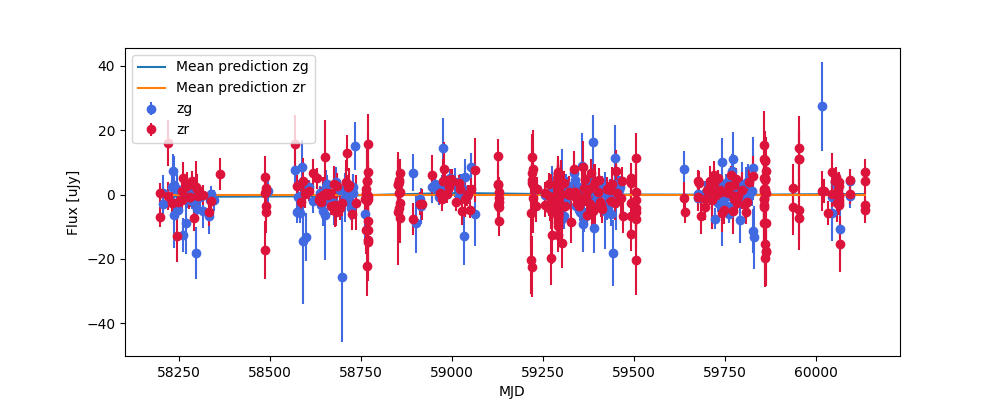 Mean prediction zg
Mean prediction zr
zg
zr
Flux [uJy]
40
20
0
−20
−40
58250
58500
58750
59000
59250
59500
59750
60000
MJD